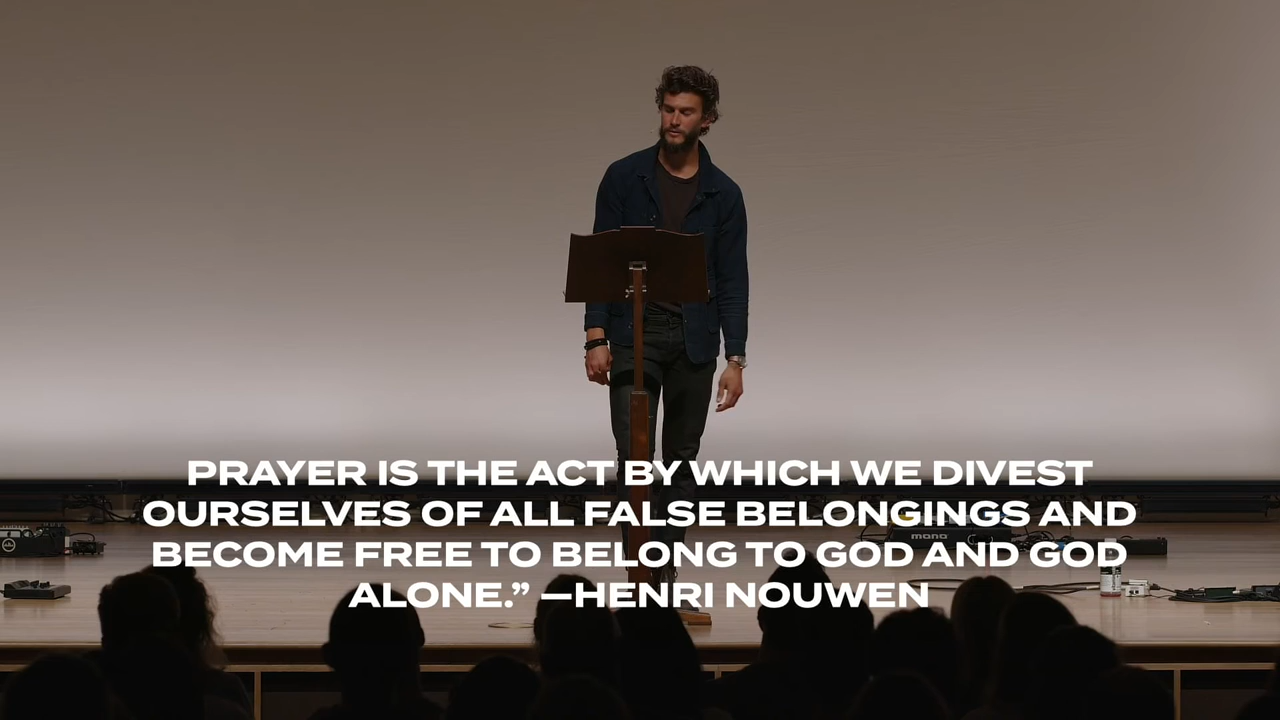 PRAYER IS THE ACT BY WHICH WE DIVEST
OURSELVES OF ALL FALSE BELONGINGS AND
BECOME FREE TO BELONG TO GOD AND GOD
ALONE.” —HENRI NOUWEN
mono